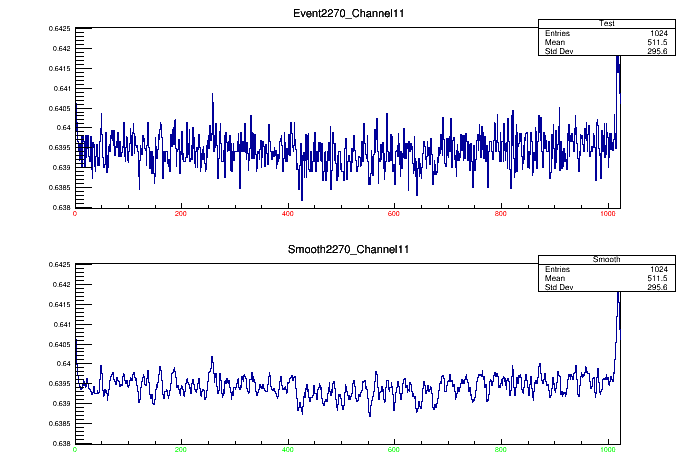 Event2270_Channel11
Test
Entries 1024
Mean 511.5
Std Dev 295.6
0.6425
0.642
0.6415
0.641
0.6405
0.64
0.6395
0.639
0.6385
0.638
0 200 400 600 800 1000
Smooth2270_Channel11
Smooth
Entries 1024
Mean 511.5
Std Dev 295.6
0.6425
0.642
0.6415
0.641
0.6405
0.64
0.6395
0.639
0.6385
0.638
0 200 400 600 800 1000